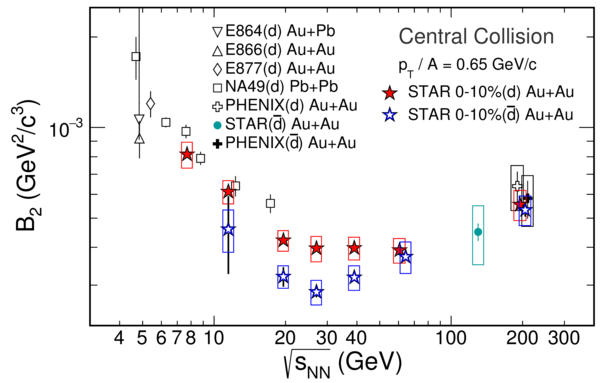 E864(d) Au+Pb
E866(d) Au+Au
E877(d) Au+Au
NA49(d) Pb+Pb
PHENIX(d) Au+Au
STAR(d̅) Au+Au
PHENIX(d̅) Au+Au
Central Collision
p_T / A = 0.65 GeV/c
STAR 0-10%(d) Au+Au
STAR 0-10%(d̅) Au+Au
B₂ (GeV²/c³)
10⁻³
4 5 6 7 8 10 20 30 40 100 200 300
√s_NN (GeV)